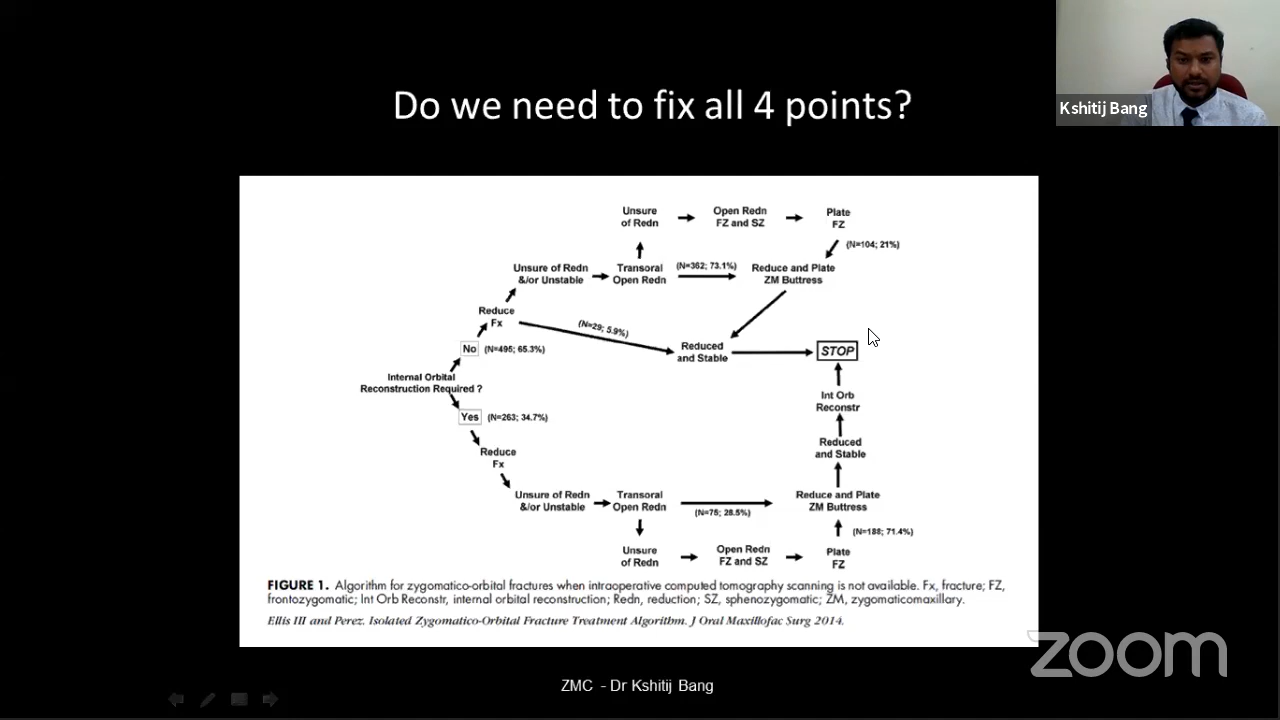 Do we need to fix all 4 points?
Kshitij Bang
Unsure
of Redn
Open Redn
FZ and SZ
Plate
FZ
(N=104; 21%)
Unsure of Redn
&/or Unstable
Transoral
Open Redn
(N=362; 73.1%)
Reduce and Plate
ZM Buttress
Reduce
Fx
(N=29; 5.9%)
No
(N=495; 65.3%)
Reduced
and Stable
STOP
Internal Orbital
Reconstruction Required ?
Int Orb
Reconstr
Yes
(N=263; 34.7%)
Reduced
and Stable
Reduce
Fx
Unsure of Redn
&/or Unstable
Transoral
Open Redn
(N=75; 28.5%)
Reduce and Plate
ZM Buttress
(N=188; 71.4%)
Unsure
of Redn
Open Redn
FZ and SZ
Plate
FZ
FIGURE 1. Algorithm for zygomatico-orbital fractures when intraoperative computed tomography scanning is not available. Fx, fracture; FZ,
frontozygomatic; Int Orb Reconstr, internal orbital reconstruction; Redn, reduction; SZ, sphenozygomatic; ZM, zygomaticomaxillary.
Ellis III and Perez. Isolated Zygomatico-Orbital Fracture Treatment Algorithm. J Oral Maxillofac Surg 2014.
zoom
ZMC - Dr Kshitij Bang